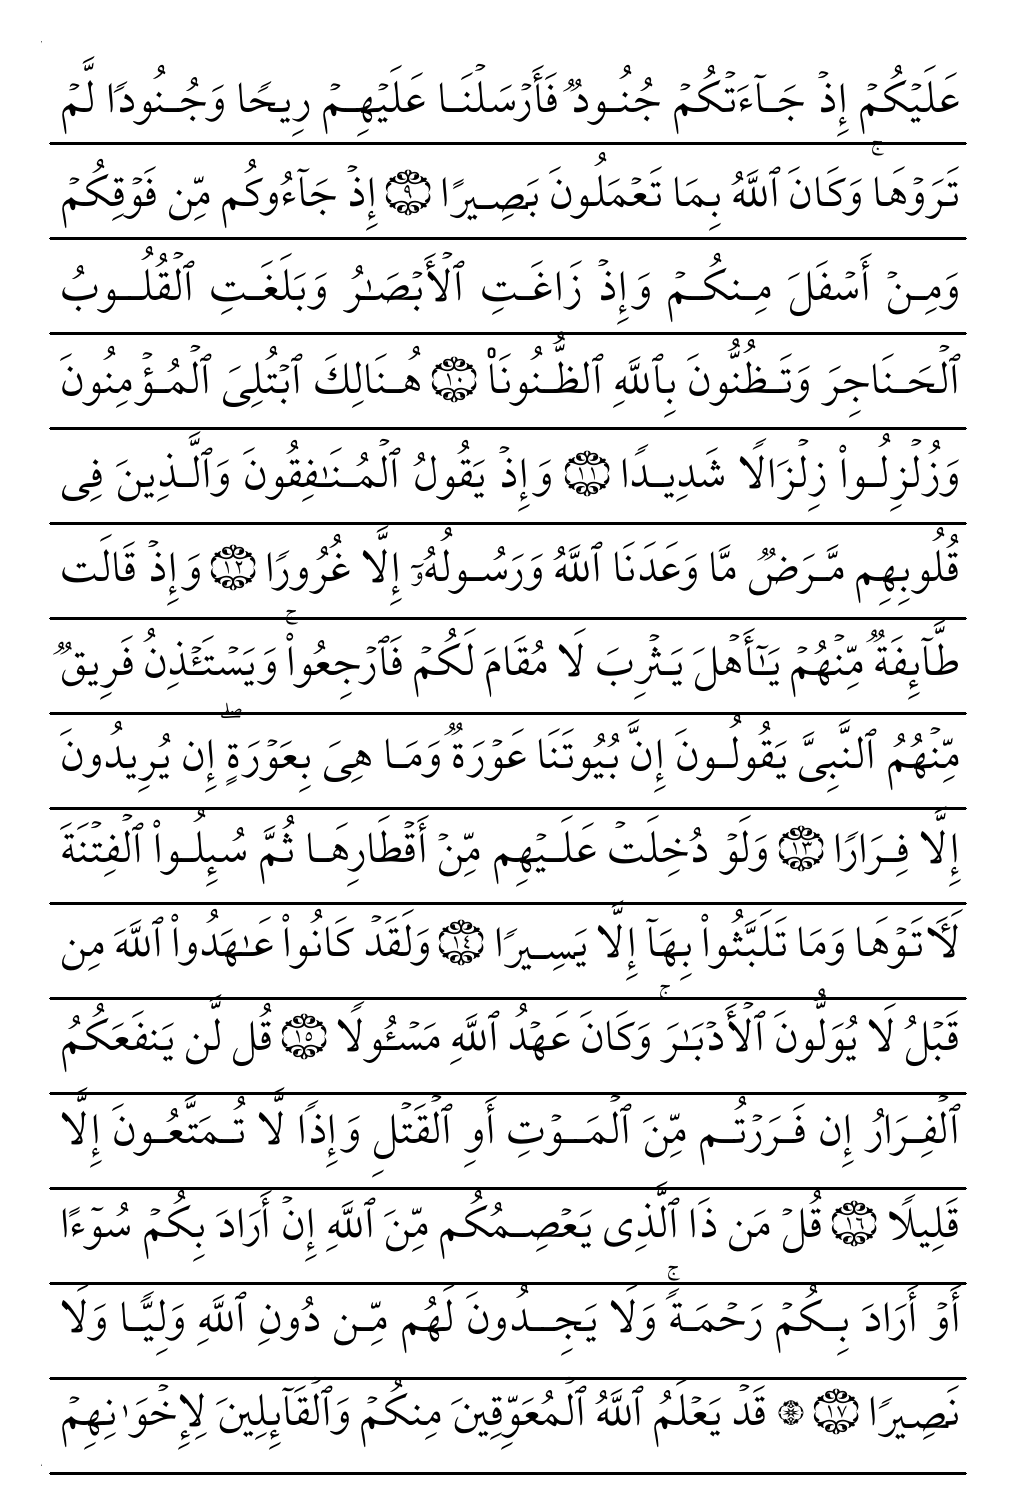 عَلَيۡكُمۡ إِذۡ جَآءَتۡكُمۡ جُنُودٞ فَأَرۡسَلۡنَا عَلَيۡهِمۡ رِيحٗا وَجُنُودٗا لَّمۡ
تَرَوۡهَاۚ وَكَانَ ٱللَّهُ بِمَا تَعۡمَلُونَ بَصِيرًا ٩ إِذۡ جَآءُوكُم مِّن فَوۡقِكُمۡ
وَمِنۡ أَسۡفَلَ مِنكُمۡ وَإِذۡ زَاغَتِ ٱلۡأَبۡصَٰرُ وَبَلَغَتِ ٱلۡقُلُوبُ
ٱلۡحَنَاجِرَ وَتَظُنُّونَ بِٱللَّهِ ٱلظُّنُونَا۠ ١٠ هُنَالِكَ ٱبۡتُلِيَ ٱلۡمُؤۡمِنُونَ
وَزُلۡزِلُواْ زِلۡزَالٗا شَدِيدٗا ١١ وَإِذۡ يَقُولُ ٱلۡمُنَٰفِقُونَ وَٱلَّذِينَ فِي
قُلُوبِهِم مَّرَضٞ مَّا وَعَدَنَا ٱللَّهُ وَرَسُولُهُۥٓ إِلَّا غُرُورٗا ١٢ وَإِذۡ قَالَت
طَّآئِفَةٞ مِّنۡهُمۡ يَٰٓأَهۡلَ يَثۡرِبَ لَا مُقَامَ لَكُمۡ فَٱرۡجِعُواْۚ وَيَسۡتَـٔۡذِنُ فَرِيقٞ
مِّنۡهُمُ ٱلنَّبِيَّ يَقُولُونَ إِنَّ بُيُوتَنَا عَوۡرَةٞ وَمَا هِيَ بِعَوۡرَةٍۖ إِن يُرِيدُونَ
إِلَّا فِرَارٗا ١٣ وَلَوۡ دُخِلَتۡ عَلَيۡهِم مِّنۡ أَقۡطَارِهَا ثُمَّ سُئِلُواْ ٱلۡفِتۡنَةَ
لَأٓتَوۡهَا وَمَا تَلَبَّثُواْ بِهَآ إِلَّا يَسِيرٗا ١٤ وَلَقَدۡ كَانُواْ عَٰهَدُواْ ٱللَّهَ مِن
قَبۡلُ لَا يُوَلُّونَ ٱلۡأَدۡبَٰرَۚ وَكَانَ عَهۡدُ ٱللَّهِ مَسۡـُٔولٗا ١٥ قُل لَّن يَنفَعَكُمُ
ٱلۡفِرَارُ إِن فَرَرۡتُم مِّنَ ٱلۡمَوۡتِ أَوِ ٱلۡقَتۡلِ وَإِذٗا لَّا تُمَتَّعُونَ إِلَّا
قَلِيلٗا ١٦ قُلۡ مَن ذَا ٱلَّذِي يَعۡصِمُكُم مِّنَ ٱللَّهِ إِنۡ أَرَادَ بِكُمۡ سُوٓءًا
أَوۡ أَرَادَ بِكُمۡ رَحۡمَةٗۚ وَلَا يَجِدُونَ لَهُم مِّن دُونِ ٱللَّهِ وَلِيّٗا وَلَا
نَصِيرٗا ١٧ ۞ قَدۡ يَعۡلَمُ ٱللَّهُ ٱلۡمُعَوِّقِينَ مِنكُمۡ وَٱلۡقَآئِلِينَ لِإِخۡوَٰنِهِمۡ